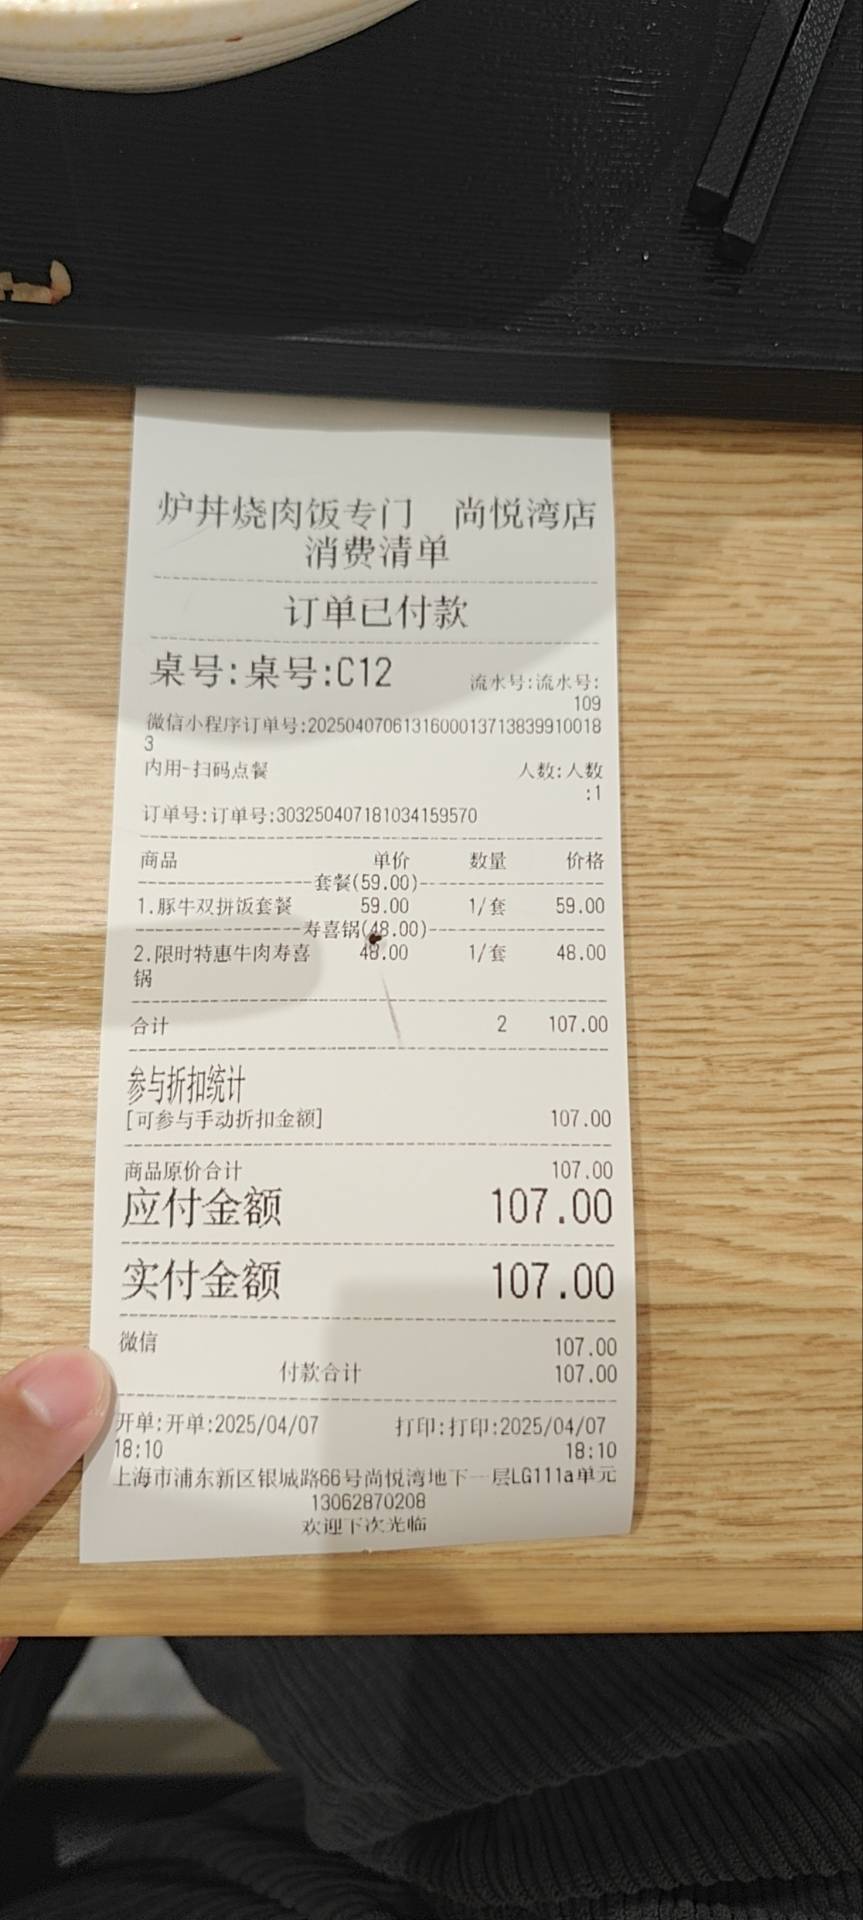 炉丼烧肉饭专门 尚悦湾店
消费清单
订单已付款
桌号:桌号:C12
流水号:流水号:
109
微信小程序订单号:2025040706131600013713839910018
3
内用-扫码点餐 人数:人数
:1
订单号:订单号:303250407181034159570
商品 单价 数量 价格
套餐(59.00)
1.豚牛双拼饭套餐 59.00 1/套 59.00
寿喜锅(48.00)
2.限时特惠牛肉寿喜 48.00 1/套 48.00
锅
合计 2 107.00
参与折扣统计
[可参与手动折扣金额] 107.00
商品原价合计 107.00
应付金额 107.00
实付金额 107.00
微信 107.00
付款合计 107.00
开单:开单:2025/04/07 打印:打印:2025/04/07
18:10 18:10
上海市浦东新区银城路66号尚悦湾地下一层LG111a单元
13062870208
欢迎下次光临